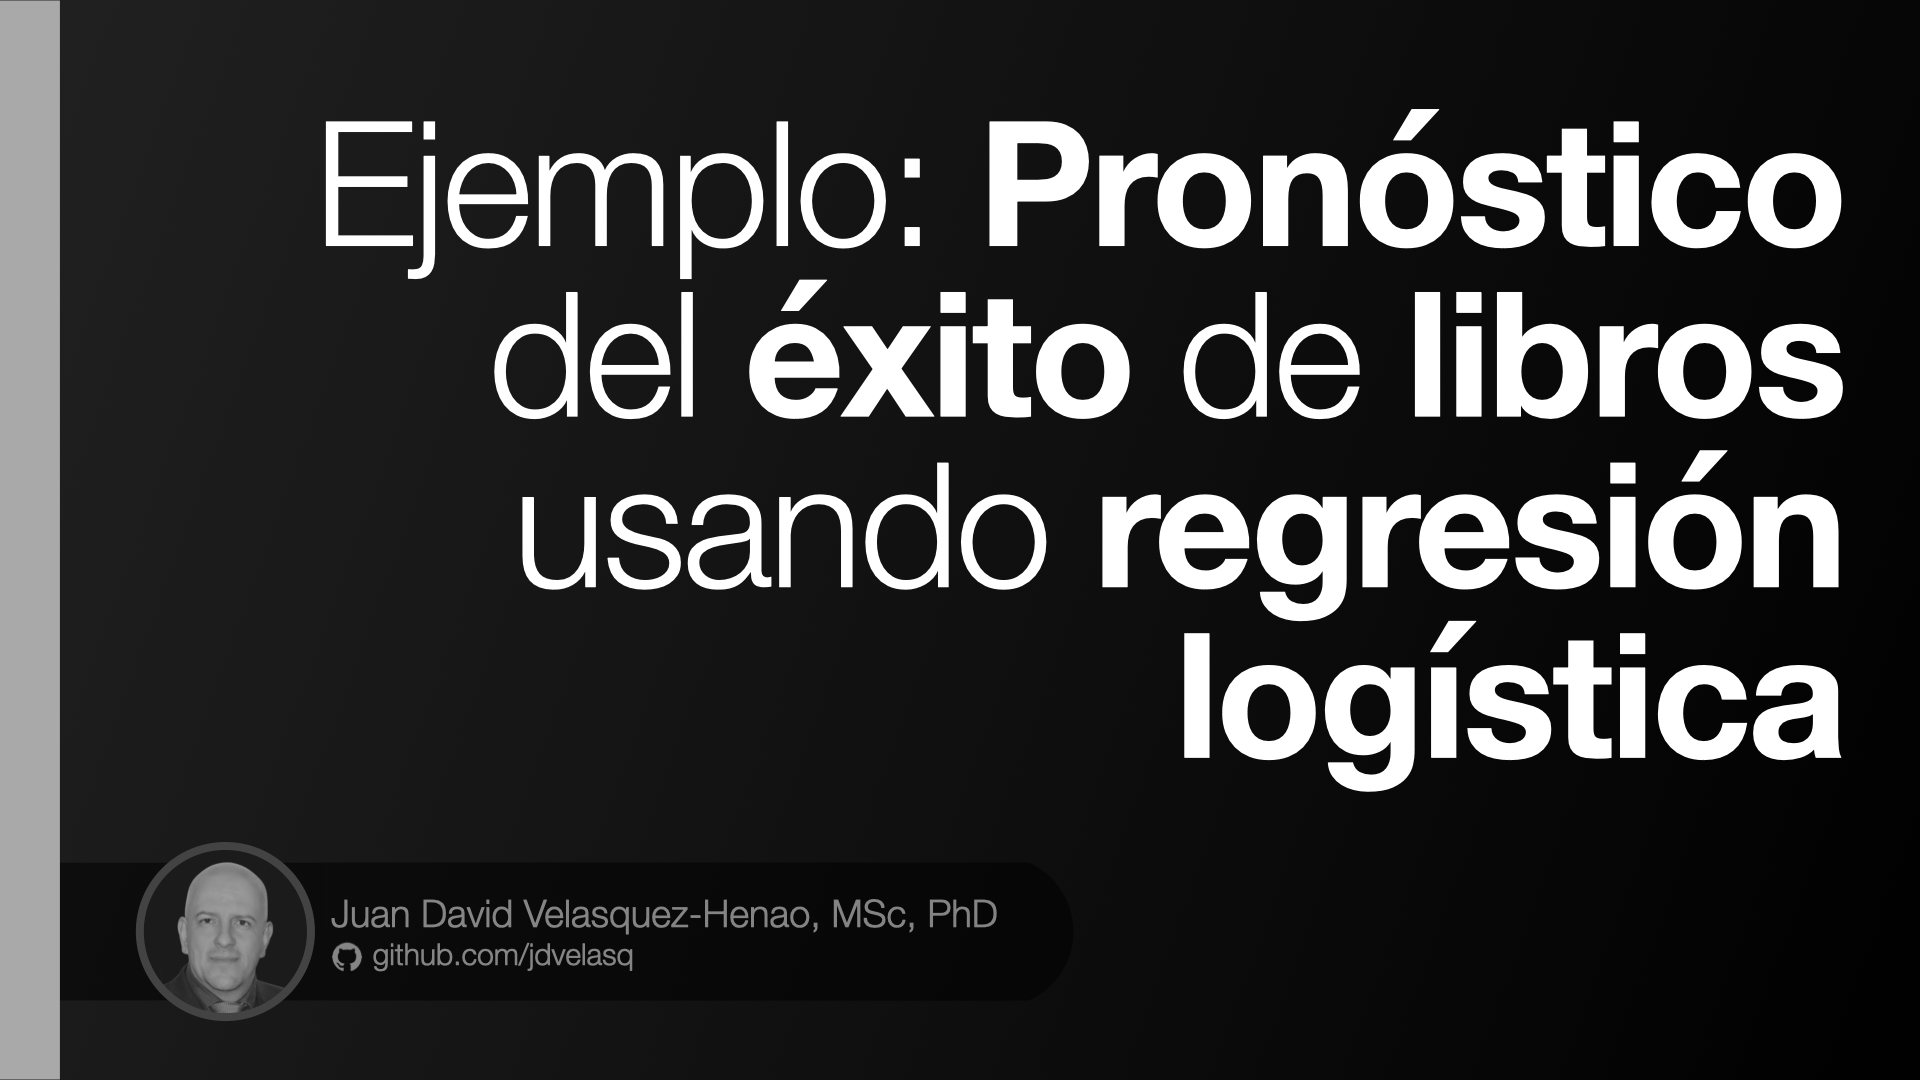 Ejemplo: Pronóstico
del éxito de libros
usando regresión
logística
Juan David Velasquez-Henao, MSc, PhD
github.com/jdvelasq